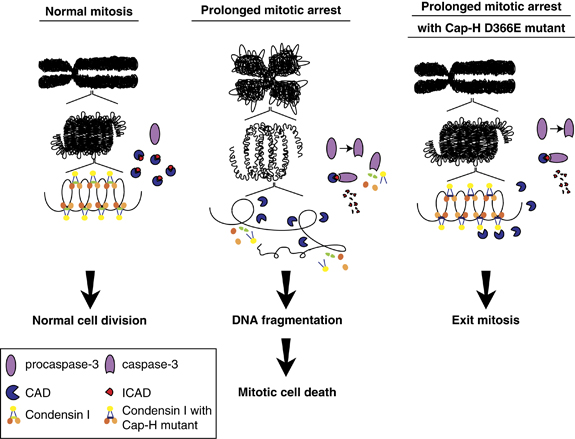 Normal mitosis
Prolonged mitotic arrest
Prolonged mitotic arrest
with Cap-H D366E mutant
Normal cell division
DNA fragmentation
Exit mitosis
Mitotic cell death
procaspase-3
caspase-3
CAD
ICAD
Condensin I
Condensin I with
Cap-H mutant